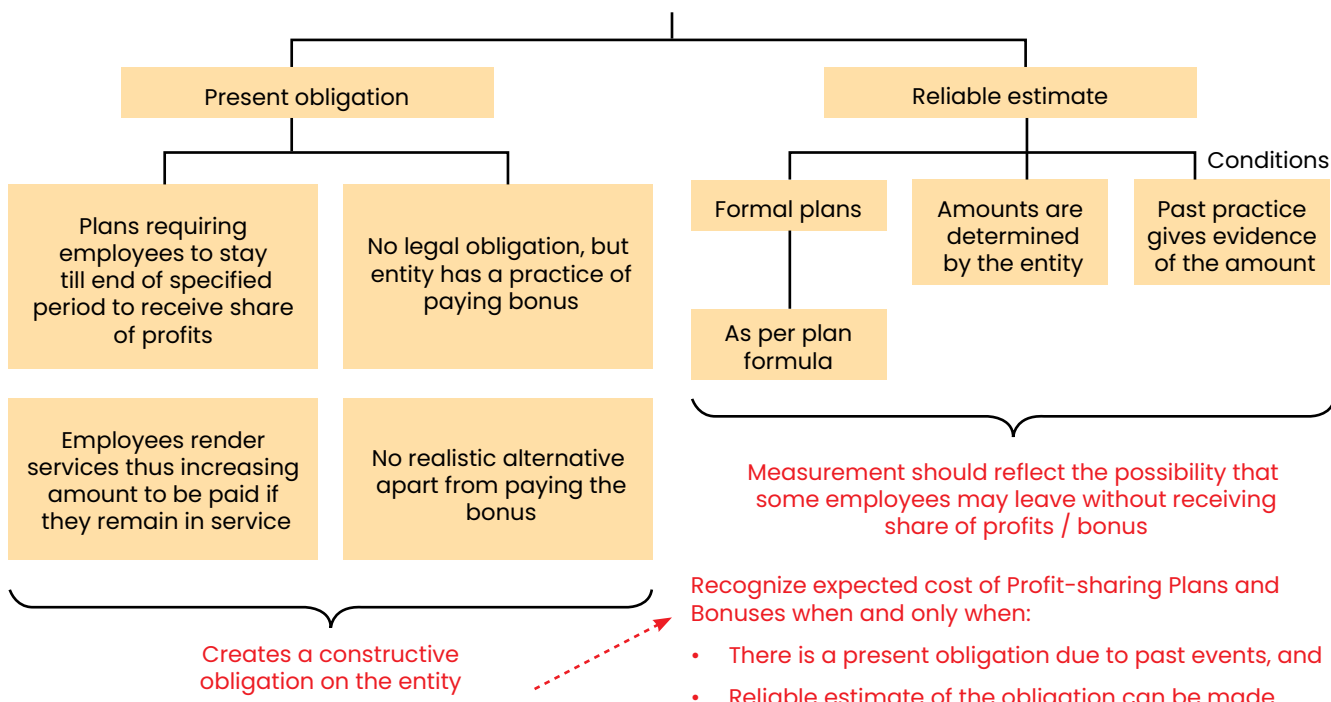 Present obligation
Reliable estimate
Conditions
Plans requiring
employees to stay
till end of specified
period to receive share
of profits
No legal obligation, but
entity has a practice of
paying bonus
Formal plans
Amounts are
determined
by the entity
Past practice
gives evidence
of the amount
As per plan
formula
Employees render
services thus increasing
amount to be paid if
they remain in service
No realistic alternative
apart from paying the
bonus
Measurement should reflect the possibility that
some employees may leave without receiving
share of profits / bonus
Creates a constructive
obligation on the entity
Recognize expected cost of Profit-sharing Plans and
Bonuses when and only when:
• There is a present obligation due to past events, and
• Reliable estimate of the obligation can be made